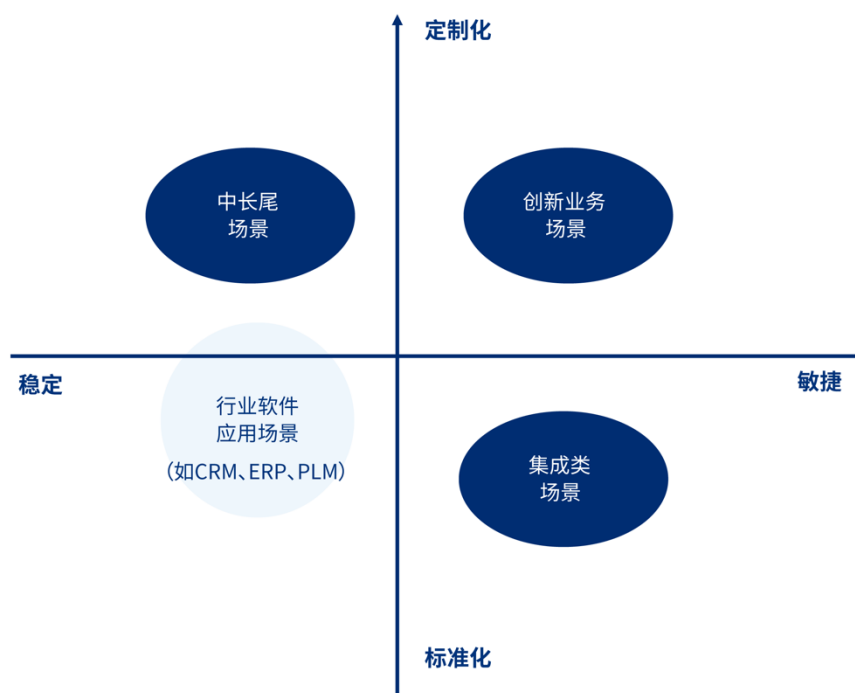 定制化
中长尾
场景
创新业务
场景
稳定
敏捷
行业软件
应用场景
（如CRM、ERP、PLM）
集成类
场景
标准化